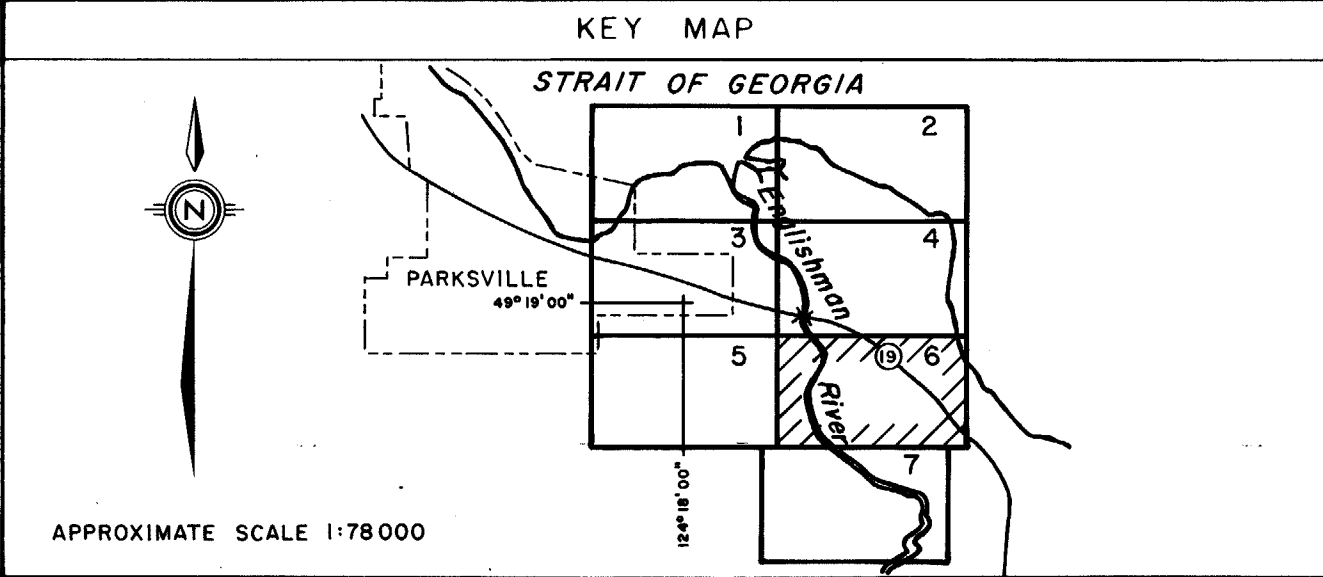 KEY MAP
STRAIT OF GEORGIA
1
2
N
Englishman
3
4
PARKSVILLE
49°19'00"
5
19
6
River
7
124°18'00"
APPROXIMATE SCALE 1:78000